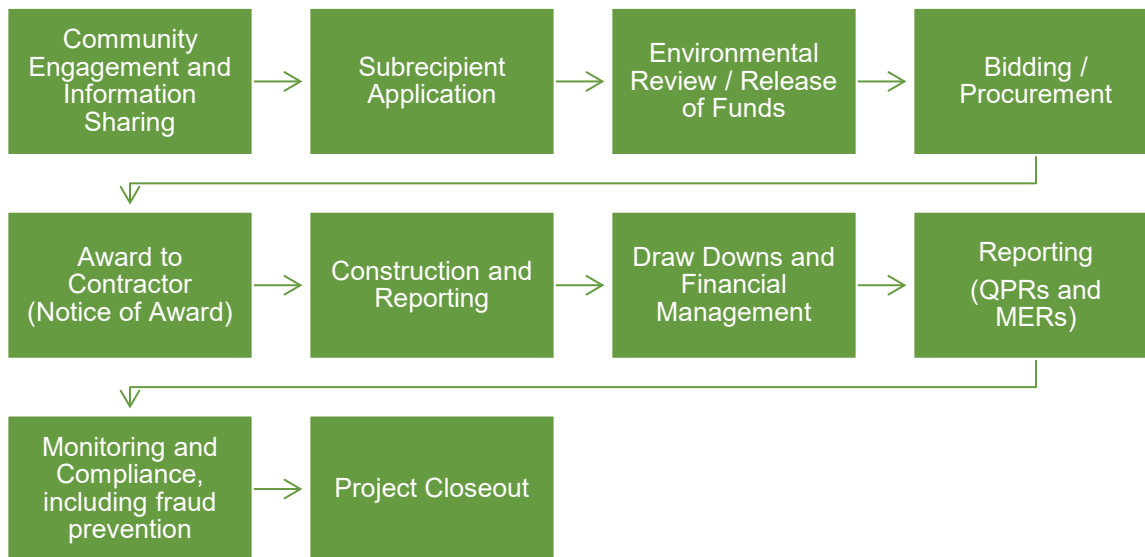 Community
Engagement and
Information
Sharing
Subrecipient
Application
Environmental
Review / Release
of Funds
Bidding /
Procurement
Award to
Contractor
(Notice of Award)
Construction and
Reporting
Draw Downs and
Financial
Management
Reporting
(QPRs and
MERs)
Monitoring and
Compliance,
including fraud
prevention
Project Closeout